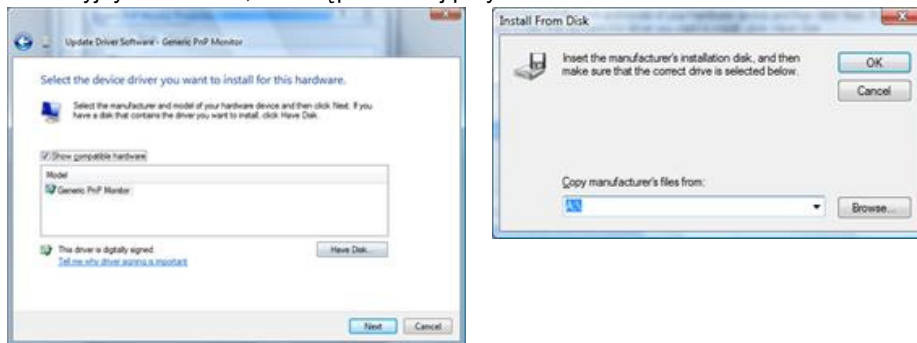 Update Driver Software - Generic PnP Monitor
Select the device driver you want to install for this hardware.
Select the manufacturer and model of your hardware device and then click Next. If you
have a disk that contains the driver you want to install, click Have Disk.
Show compatible hardware
Model
Generic PnP Monitor
This driver is digitally signed.
Tell me why driver signing is important
Have Disk...
Next
Cancel
Install From Disk
Insert the manufacturer's installation disk, and then
make sure that the correct drive is selected below.
OK
Cancel
Copy manufacturer's files from:
A:\
Browse...